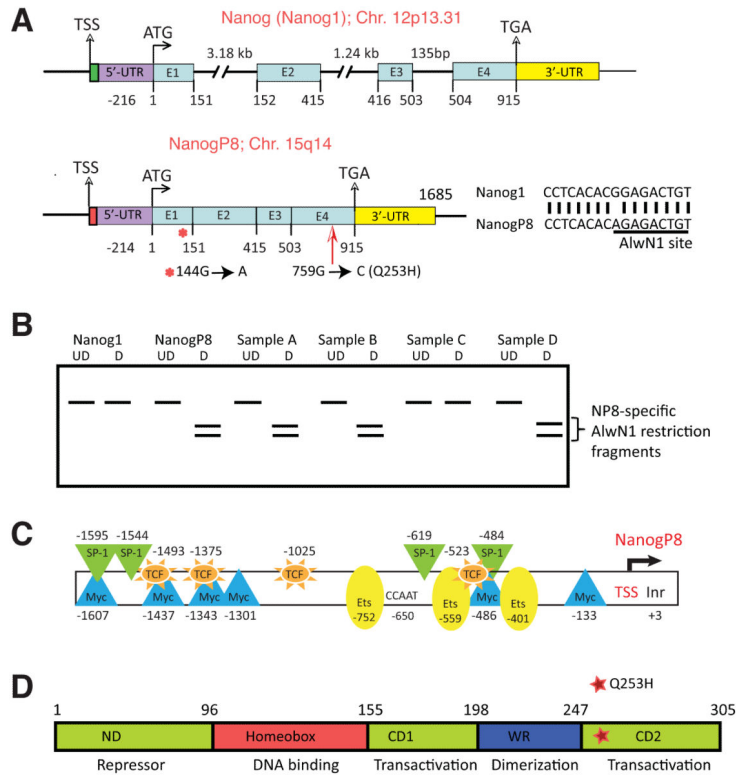 A
Nanog (Nanog1); Chr. 12p13.31
TSS ATG TGA
3.18 kb 1.24 kb 135bp
5’-UTR E1 E2 E3 E4 3’-UTR
-216 1 151 152 415 416 503 504 915
NanogP8; Chr. 15q14
TSS ATG TGA
1685
5’-UTR E1 E2 E3 E4 3’-UTR
-214 1 151 415 503 915
✱144G A 759G C (Q253H)
Nanog1 CCTCACACGGAGACTGT
NanogP8 CCTCACACAGAGACTGT
AlwN1 site
B
Nanog1 NanogP8 Sample A Sample B Sample C Sample D
UD D UD D UD D UD D UD D UD D
NP8-specific
AlwN1 restriction
fragments
C
-1595 -1544 -619 -484 NanogP8
SP-1 SP-1 -1493 -1375 -1025 SP-1 -523 SP-1
TCF TCF TCF TCF
Myc Myc Myc Myc Ets CCAAT Ets Myc Ets Myc TSS Inr
-1607 -1437 -1343 -1301 -752 -650 -559 -486 -401 -133 +3
D
Q253H
1 96 155 198 247 305
ND Homeobox CD1 WR CD2
Repressor DNA binding Transactivation Dimerization Transactivation